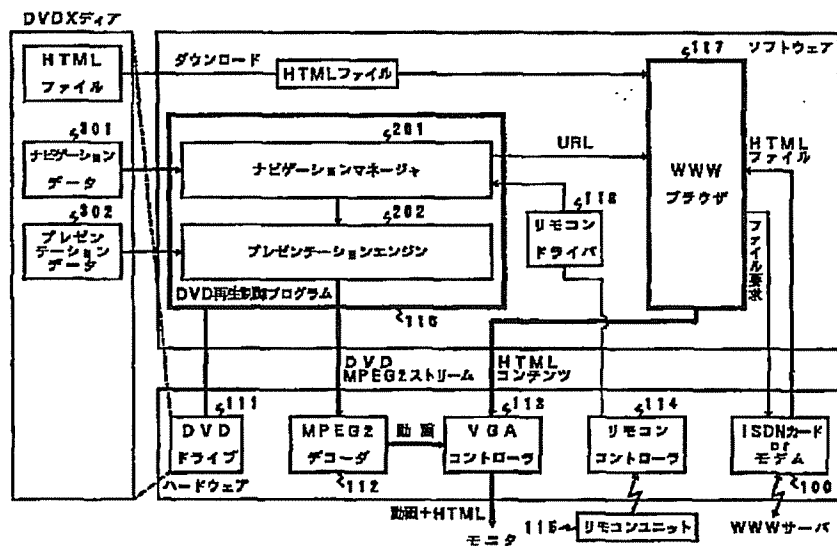 DVDXディア
HTML
ファイル
ダウンロード
HTMLファイル
117
ソフトウェア
301
ナビゲーション
データ
201
ナビゲーションマネージャ
URL
HTML
ファイル
WWW
ブラウザ
118
リモコン
ドライバ
302
プレゼン
テーション
データ
202
プレゼンテーションエンジン
ファイル要求
DVD再生制御プログラム
116
DVD
MPEG2ストリーム
HTML
コンテンツ
111
DVD
ドライブ
MPEG2
デコーダ
112
動画
113
VGA
コントローラ
114
リモコン
コントローラ
ISDNカード
or
モデム
100
ハードウェア
動画+HTML
モニタ
115
リモコンユニット
WWWサーバ